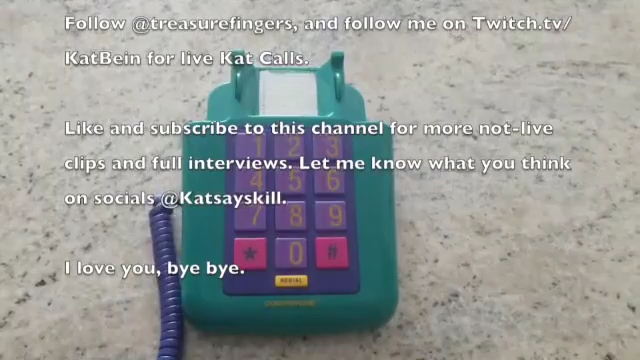 Follow @treasurefingers, and follow me on Twitch.tv/
KatBein for live Kat Calls.
Like and subscribe to this channel for more not-live
clips and full interviews. Let me know what you think
on socials @Katsayskill.
I love you, bye bye.
1 2 3
4 5 6
7 8 9
* 0 #
REDIAL